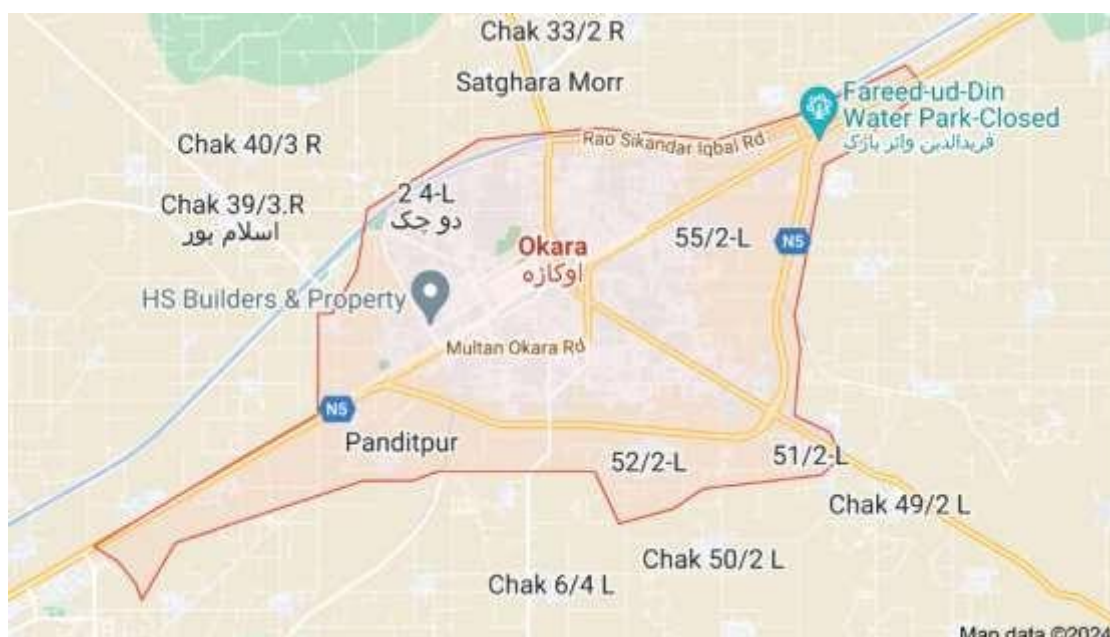 Chak 33/2 R
Satghara Morr
Fareed-ud-Din
Water Park-Closed
فریدالدین واٹر پارک
Rao Sikandar Iqbal Rd
Chak 40/3 R
2 4-L
دو چک
Chak 39/3.R
اسلام پور
55/2-L
N5
Okara
اوکاڑہ
HS Builders & Property
Multan Okara Rd
N5
Panditpur
52/2-L
51/2-L
Chak 49/2 L
Chak 50/2 L
Chak 6/4 L
Map data ©2024